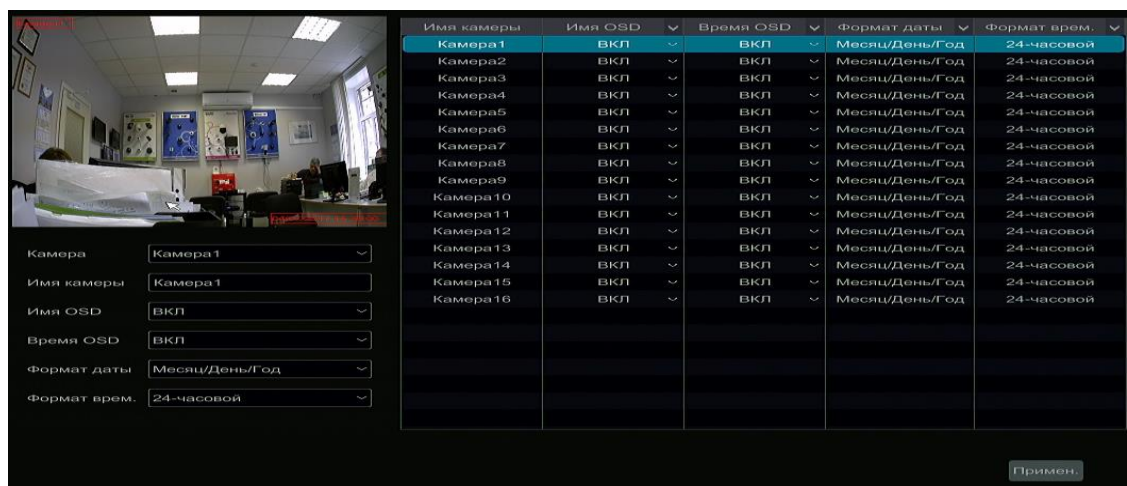 Имя камеры Имя OSD Время OSD Формат даты Формат врем.
Камера1 ВКЛ ВКЛ Месяц/День/Год 24-часовой
Камера2 ВКЛ ВКЛ Месяц/День/Год 24-часовой
Камера3 ВКЛ ВКЛ Месяц/День/Год 24-часовой
Камера4 ВКЛ ВКЛ Месяц/День/Год 24-часовой
Камера5 ВКЛ ВКЛ Месяц/День/Год 24-часовой
Камера6 ВКЛ ВКЛ Месяц/День/Год 24-часовой
Камера7 ВКЛ ВКЛ Месяц/День/Год 24-часовой
Камера8 ВКЛ ВКЛ Месяц/День/Год 24-часовой
Камера9 ВКЛ ВКЛ Месяц/День/Год 24-часовой
Камера10 ВКЛ ВКЛ Месяц/День/Год 24-часовой
Камера11 ВКЛ ВКЛ Месяц/День/Год 24-часовой
Камера12 ВКЛ ВКЛ Месяц/День/Год 24-часовой
Камера13 ВКЛ ВКЛ Месяц/День/Год 24-часовой
Камера14 ВКЛ ВКЛ Месяц/День/Год 24-часовой
Камера15 ВКЛ ВКЛ Месяц/День/Год 24-часовой
Камера16 ВКЛ ВКЛ Месяц/День/Год 24-часовой
Камера Камера1
Имя камеры Камера1
Имя OSD ВКЛ
Время OSD ВКЛ
Формат даты Месяц/День/Год
Формат врем. 24-часовой
Примен.